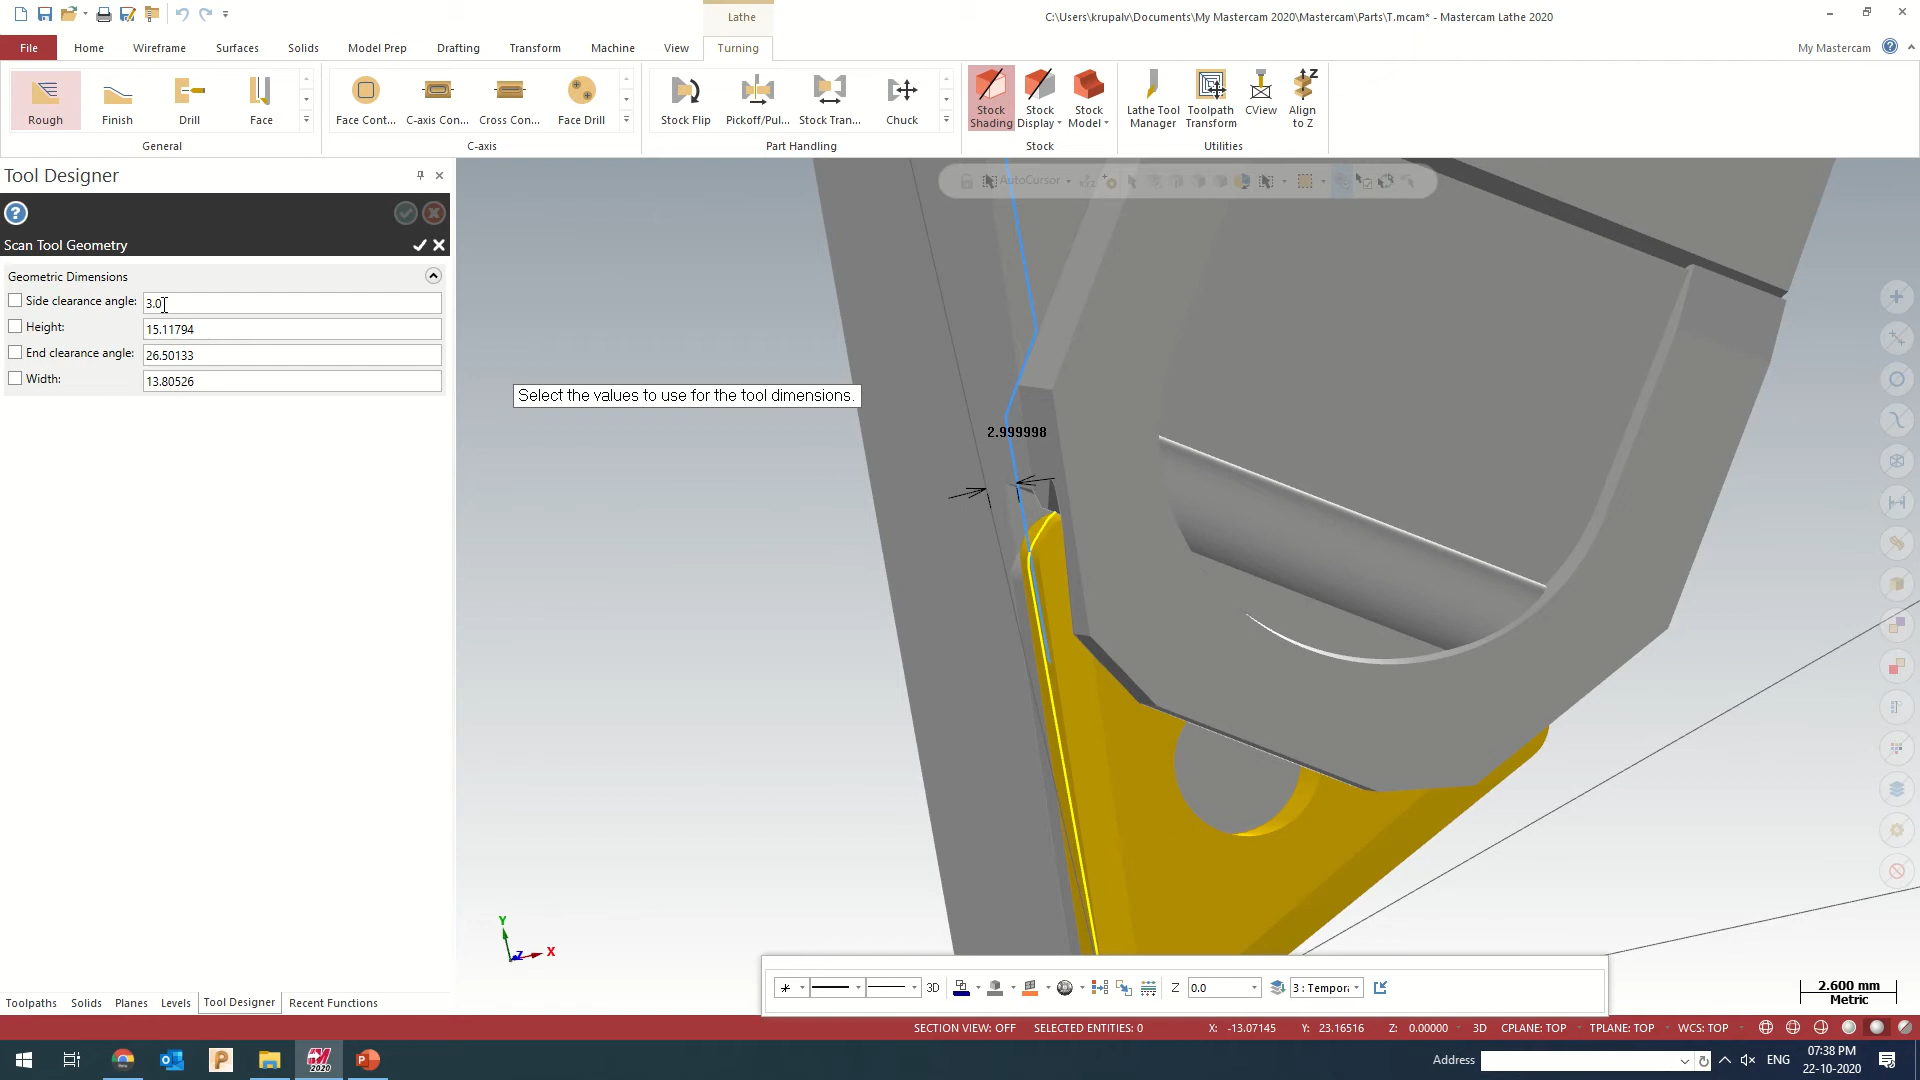 Lathe
C:\Users\krupalv\Documents\My Mastercam 2020\Mastercam\Parts\T.mcam* - Mastercam Lathe 2020
File Home Wireframe Surfaces Solids Model Prep Drafting Transform Machine View Turning My Mastercam
Rough Finish Drill Face
General
Face Cont... C-axis Con... Cross Con... Face Drill
C-axis
Stock Flip Pickoff/Pul... Stock Tran... Chuck
Part Handling
Stock Shading Stock Display Stock Model
Stock
Lathe Tool Manager Toolpath Transform CView Align to Z
Utilities
Tool Designer
AutoCursor
Scan Tool Geometry
Geometric Dimensions
Side clearance angle: 3.0
Height: 15.11794
End clearance angle: 26.50133
Width: 13.80526
Select the values to use for the tool dimensions.
2.999998
Y
Z X
3D Z 0.0 3 : Tempora
2.600 mm
Metric
Toolpaths Solids Planes Levels Tool Designer Recent Functions
SECTION VIEW: OFF SELECTED ENTITIES: 0 X: -13.07145 Y: 23.16516 Z: 0.00000 3D CPLANE: TOP TPLANE: TOP WCS: TOP
2020
Address ENG 07:38 PM
22-10-2020